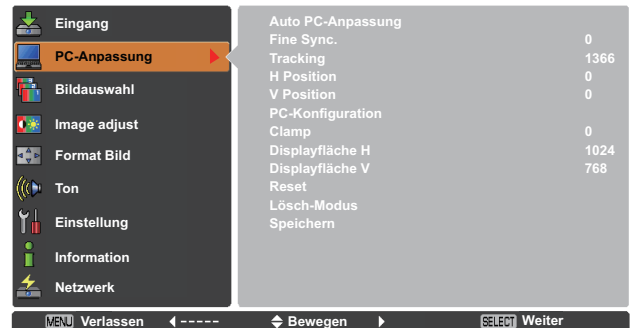 Eingang
PC-Anpassung
Bildauswahl
Image adjust
Format Bild
Ton
Einstellung
Information
Netzwerk
Auto PC-Anpassung
Fine Sync. 0
Tracking 1366
H Position 0
V Position 0
PC-Konfiguration
Clamp 0
Displayfläche H 1024
Displayfläche V 768
Reset
Lösch-Modus
Speichern
MENU Verlassen ----- Bewegen SELECT Weiter